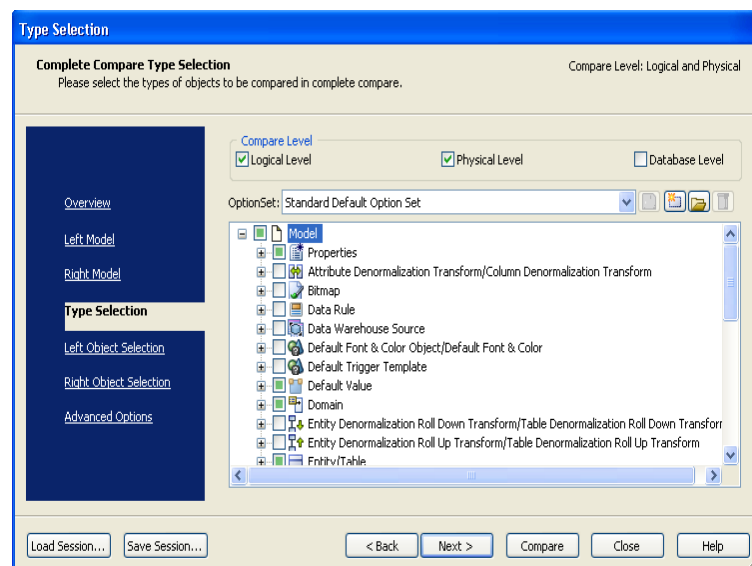 Type Selection
Complete Compare Type Selection
Compare Level: Logical and Physical
Please select the types of objects to be compared in complete compare.
Compare Level
Logical Level
Physical Level
Database Level
Overview
OptionSet: Standard Default Option Set
Left Model
Model
Properties
Right Model
Attribute Denormalization Transform/Column Denormalization Transform
Bitmap
Type Selection
Data Rule
Data Warehouse Source
Left Object Selection
Default Font & Color Object/Default Font & Color
Default Trigger Template
Right Object Selection
Default Value
Domain
Advanced Options
Entity Denormalization Roll Down Transform/Table Denormalization Roll Down Transfor
Entity Denormalization Roll Up Transform/Table Denormalization Roll Up Transform
Entity/Table
Load Session... Save Session... < Back Next > Compare Close Help